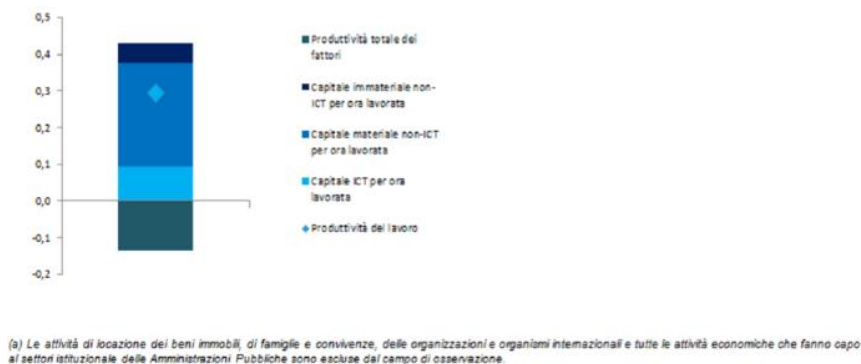 0,5
0,4
0,3
0,2
0,1
0,0
-0,1
-0,2
Produttività totale dei
fattori
Capitale immateriale non-
ICT per ora lavorata
Capitale materiale non-ICT
per ora lavorata
Capitale ICT per ora
lavorata
Produttività del lavoro
(a) Le attività di locazione dei beni immobili, di famiglie e convivenze, delle organizzazioni e organismi internazionali e tutte le attività economiche che fanno capo
al settori istituzionale delle Amministrazioni Pubbliche sono escluse dal campo di osservazione.